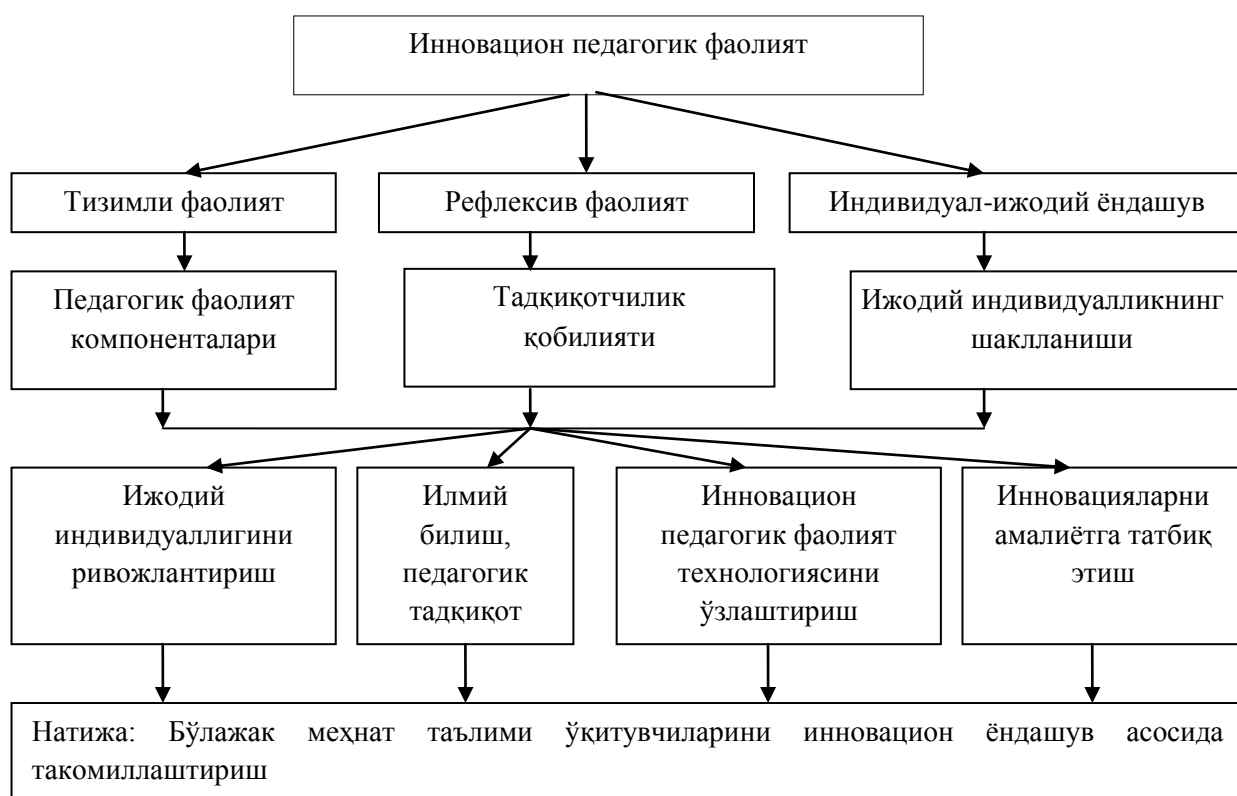 Инновацион педагогик фаолият
Тизимли фаолият
Рефлексив фаолият
Индивидуал-ижодий ёндашув
Педагогик фаолият
компоненталари
Тадқиқотчилик
қобилияти
Ижодий индивидуалликнинг
шаклланиши
Ижодий
индивидуаллигини
ривожлантириш
Илмий
билиш,
педагогик
тадқиқот
Инновацион
педагогик фаолият
технологиясини
ўзлаштириш
Инновацияларни
амалиётга татбиқ
этиш
Натижа: Бўлажак меҳнат таълими ўқитувчиларини инновацион ёндашув асосида
такомиллаштириш